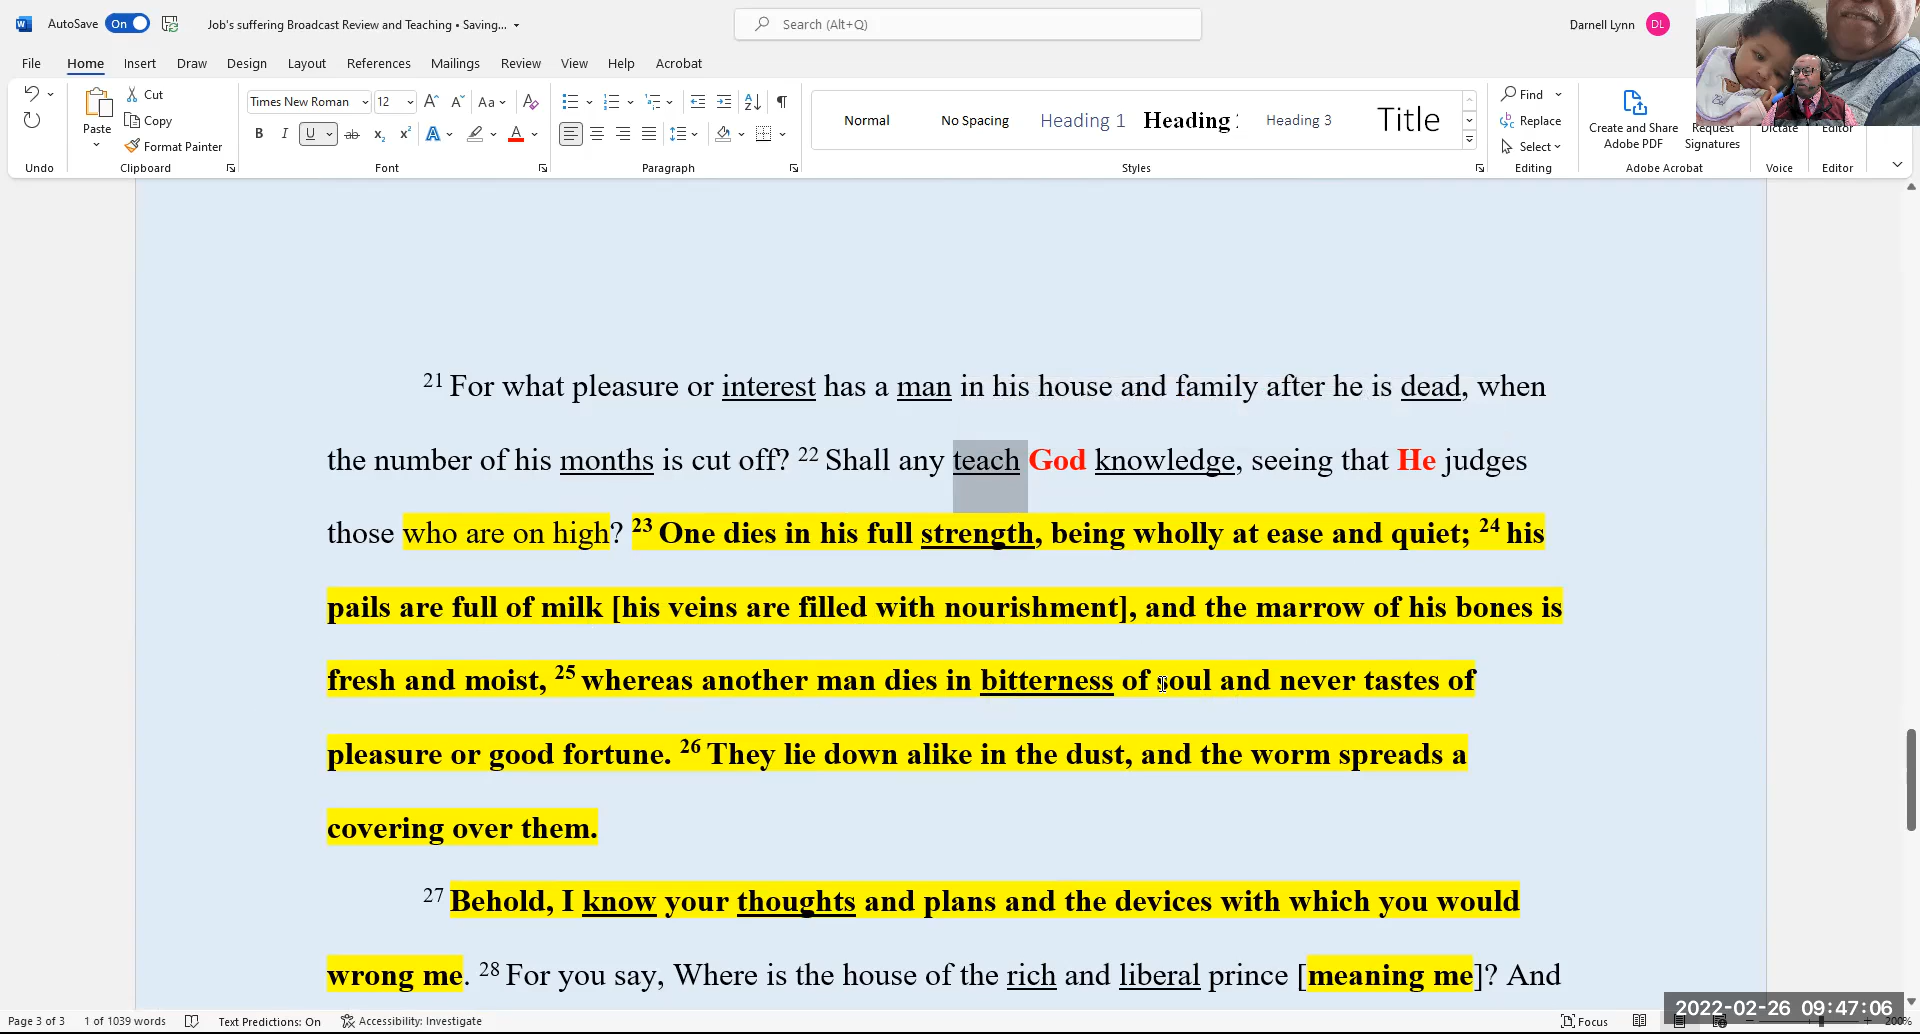 AutoSave On Job's suffering Broadcast Review and Teaching • Saving... Search (Alt+Q) Darnell Lynn DL
File Home Insert Draw Design Layout References Mailings Review View Help Acrobat
Paste Cut Copy Format Painter
Times New Roman 12 Aa
B I U ab x₂ x² A A
Normal No Spacing Heading 1 Heading Heading 3 Title
Find Replace Select
Create and Share Adobe PDF Request Signatures Dictate Editor
Undo Clipboard Font Paragraph Styles Editing Adobe Acrobat Voice Editor
21 For what pleasure or interest has a man in his house and family after he is dead, when
the number of his months is cut off? 22 Shall any teach God knowledge, seeing that He judges
those who are on high? 23 One dies in his full strength, being wholly at ease and quiet; 24 his
pails are full of milk [his veins are filled with nourishment], and the marrow of his bones is
fresh and moist, 25 whereas another man dies in bitterness of soul and never tastes of
pleasure or good fortune. 26 They lie down alike in the dust, and the worm spreads a
covering over them.
27 Behold, I know your thoughts and plans and the devices with which you would
wrong me. 28 For you say, Where is the house of the rich and liberal prince [meaning me]? And
2022-02-26 09:47:06
Page 3 of 3 1 of 1039 words Text Predictions: On Accessibility: Investigate Focus 200%